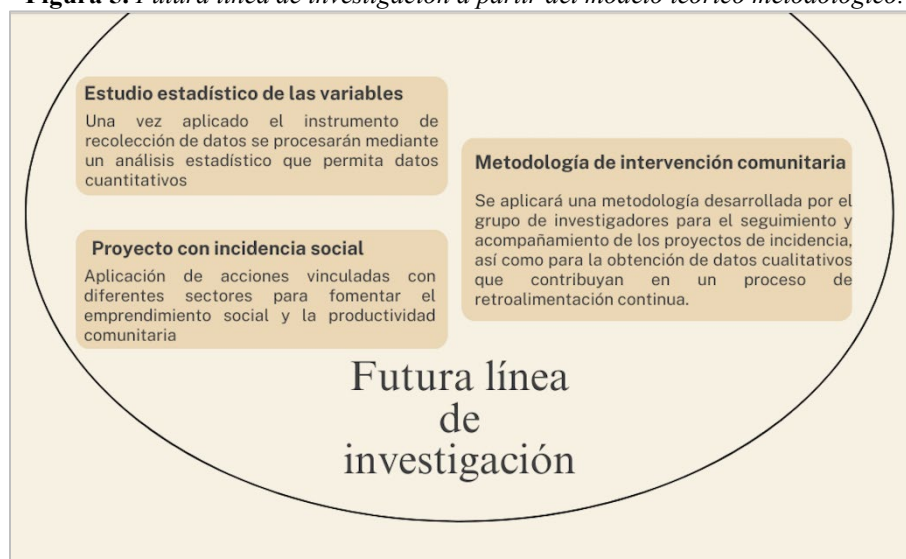 Figura 3. Futura línea de investigación a partir del modelo teórico metodológico.
Estudio estadístico de las variables
Una vez aplicado el instrumento de
recolección de datos se procesarán mediante
un análisis estadístico que permita datos
cuantitativos
Proyecto con incidencia social
Aplicación de acciones vinculadas con
diferentes sectores para fomentar el
emprendimiento social y la productividad
comunitaria
Metodología de intervención comunitaria
Se aplicará una metodología desarrollada por el
grupo de investigadores para el seguimiento y
acompañamiento de los proyectos de incidencia,
así como para la obtención de datos cualitativos
que contribuyan en un proceso de
retroalimentación continua.
Futura línea
de
investigación